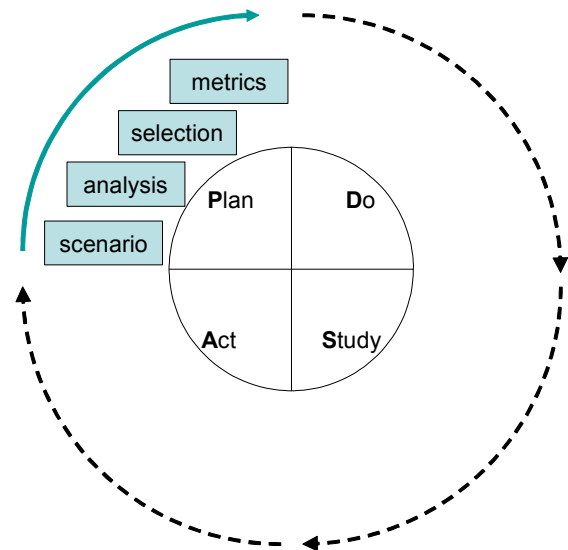 metrics
selection
analysis
scenario
Plan
Do
Act
Study